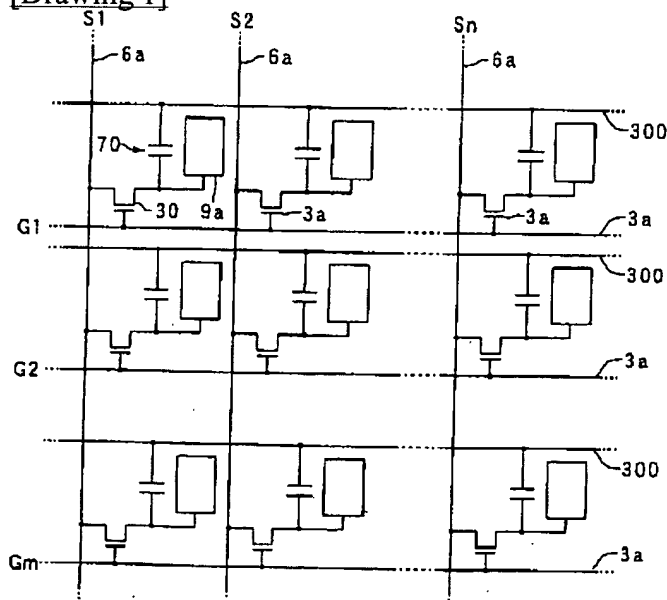 [Drawing 1]
S1 S2 Sn
6a 6a 6a
300
70
30 9a 3a 3a
G1 3a
300
G2 3a
300
Gm 3a